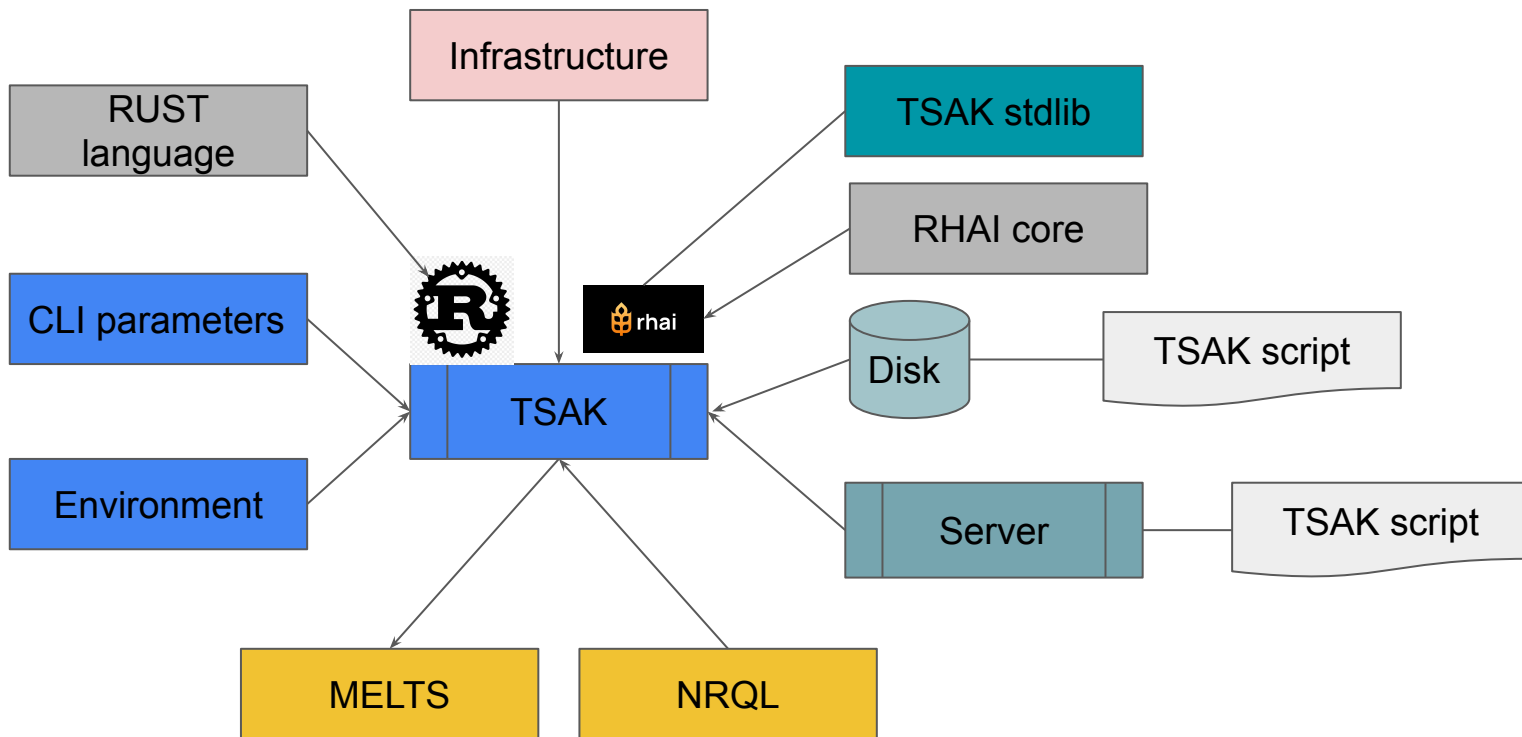 Infrastructure
RUST
language
TSAK stdlib
RHAI core
CLI parameters
R
rhai
Disk
TSAK script
TSAK
Environment
Server
TSAK script
MELTS
NRQL